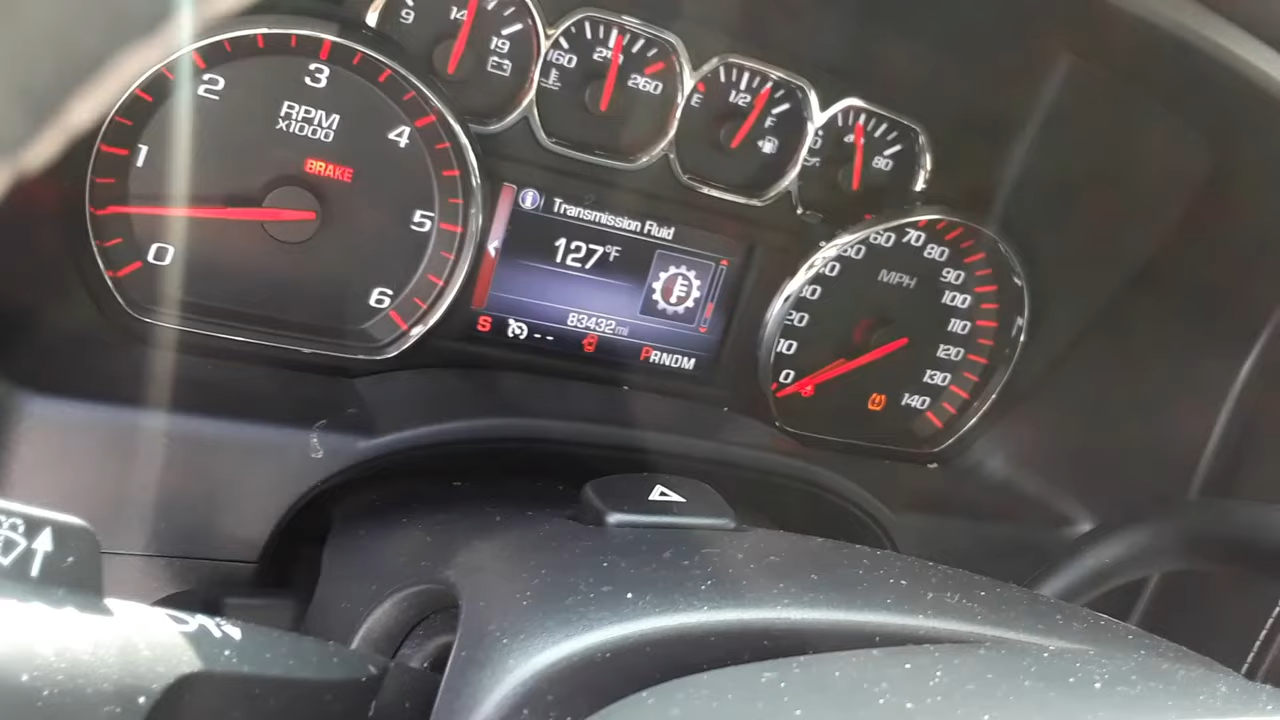 9 14 19
160 210 260
E 1/2 F
80
0 1 2 3 4 5 6
RPM
x1000
BRAKE
Transmission Fluid
127°F
83432 mi
S -- PRNDM
0 10 20 30 40 50 60 70 80 90 100 110 120 130 140
MPH